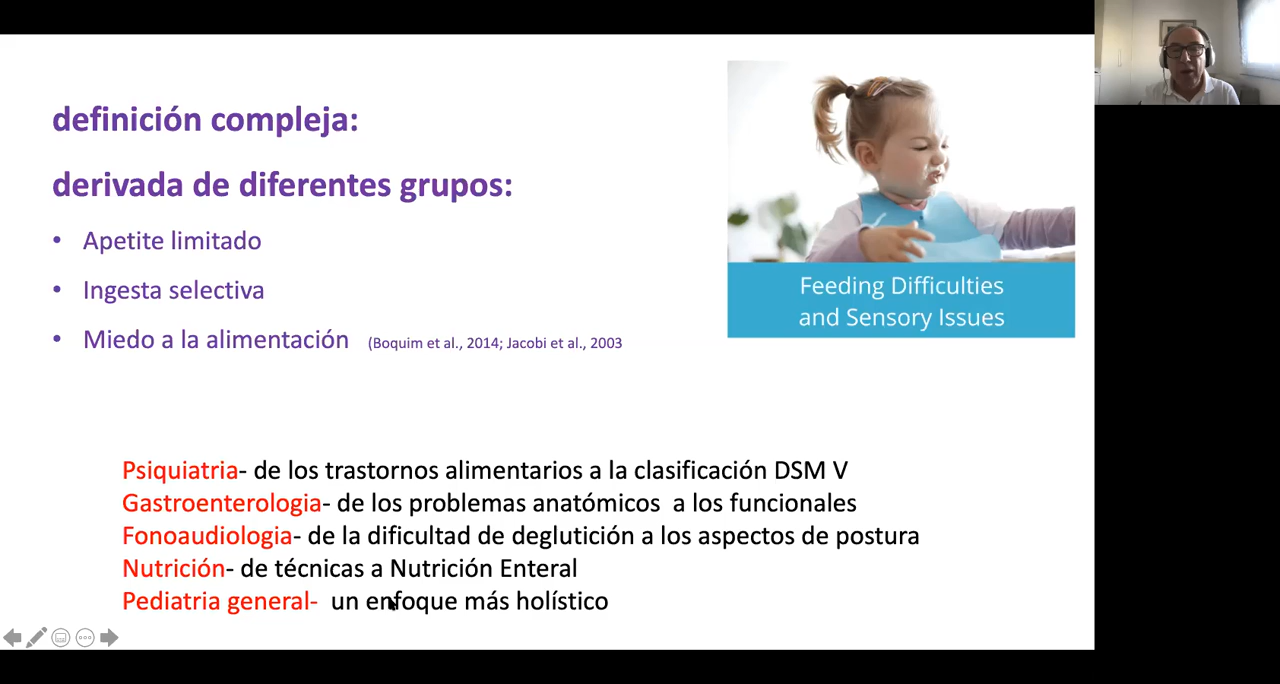 definición compleja:
derivada de diferentes grupos:
• Apetite limitado
• Ingesta selectiva
• Miedo a la alimentación (Boquim et al., 2014; Jacobi et al., 2003
Feeding Difficulties
and Sensory Issues
Psiquiatria- de los trastornos alimentarios a la clasificación DSM V
Gastroenterologia- de los problemas anatómicos a los funcionales
Fonoaudiologia- de la dificultad de deglutición a los aspectos de postura
Nutrición- de técnicas a Nutrición Enteral
Pediatria general- un enfoque más holístico